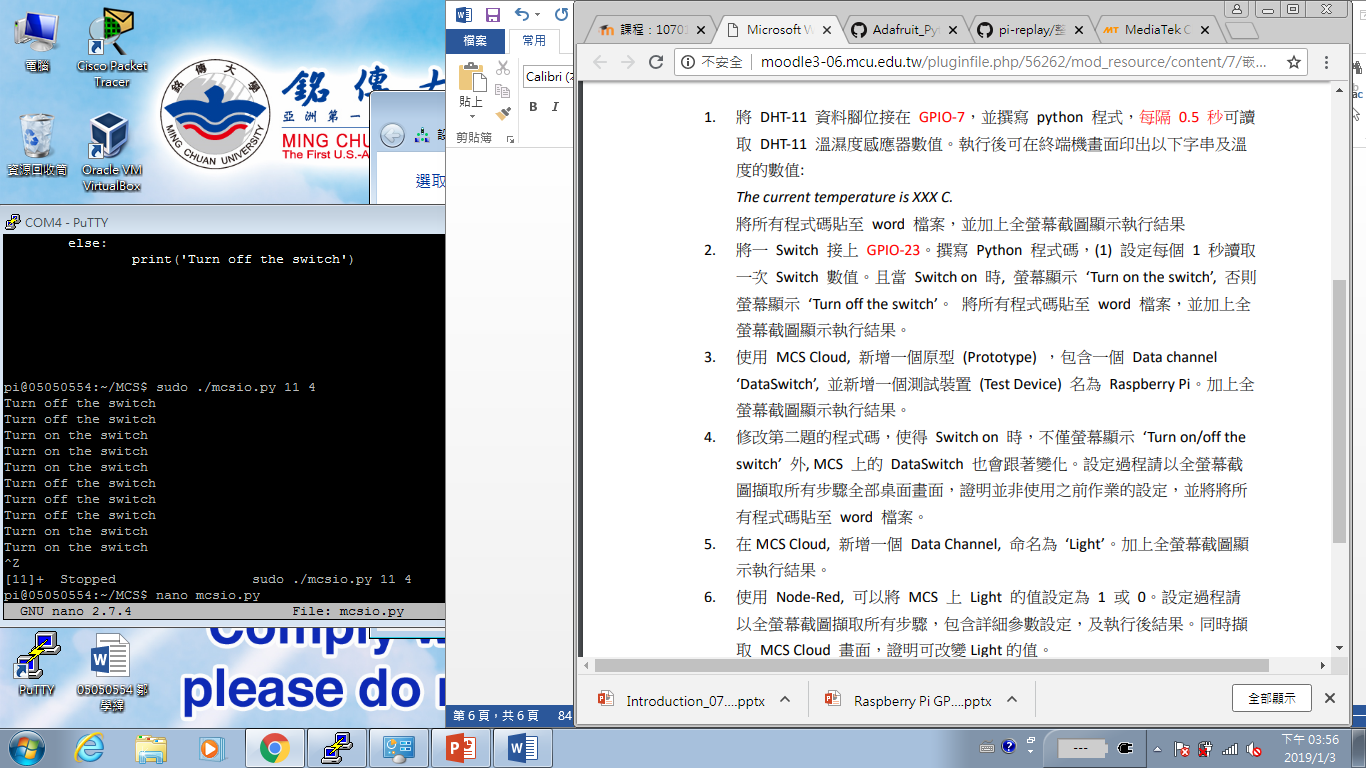 電腦
Cisco Packet
Tracer
資源回收筒
Oracle VM
VirtualBox
銘傳大學
MING CHUAN UNIVERSITY
銘 傳 大
亞洲第一
MING CHU
The First U.S.-A
選取
COM4 - PuTTY
else:
print('Turn off the switch')
pi@05050554:~/MCS$ sudo ./mcsio.py 11 4
Turn off the switch
Turn off the switch
Turn on the switch
Turn on the switch
Turn on the switch
Turn off the switch
Turn off the switch
Turn off the switch
Turn on the switch
Turn on the switch
^Z
[11]+  Stopped                 sudo ./mcsio.py 11 4
pi@05050554:~/MCS$ nano mcsio.py
GNU nano 2.7.4                    File: mcsio.py
please do
PuTTY
05050554
檔案
常用
貼上
剪貼簿
Calibri (
B I
第 6 頁，共 6 頁
84
課程：1070
Microsoft W
Adafruit_Py
pi-replay/藍
MediaTek C
不安全
moodle3-06.mcu.edu.tw/pluginfile.php/56262/mod_resource/content/7/嵌...
1. 將 DHT-11 資料腳位接在 GPIO-7，並撰寫 python 程式，每隔 0.5 秒可讀
取 DHT-11 溫濕度感應器數值。執行後可在終端機畫面印出以下字串及溫
度的數值:
The current temperature is XXX C.
將所有程式碼貼至 word 檔案，並加上全螢幕截圖顯示執行結果
2. 將一 Switch 接上 GPIO-23。撰寫 Python 程式碼，(1) 設定每個 1 秒讀取
一次 Switch 數值。且當 Switch on 時, 螢幕顯示 ‘Turn on the switch’, 否則
螢幕顯示 ‘Turn off the switch’。 將所有程式碼貼至 word 檔案，並加上全
螢幕截圖顯示執行結果。
3. 使用 MCS Cloud, 新增一個原型 (Prototype) ，包含一個 Data channel
‘DataSwitch’, 並新增一個測試裝置 (Test Device) 名為 Raspberry Pi。加上全
螢幕截圖顯示執行結果。
4. 修改第二題的程式碼，使得 Switch on 時，不僅螢幕顯示 ‘Turn on/off the
switch’ 外, MCS 上的 DataSwitch 也會跟著變化。設定過程請以全螢幕截
圖擷取所有步驟全部桌面畫面，證明並非使用之前作業的設定，並將將所
有程式碼貼至 word 檔案。
5. 在 MCS Cloud, 新增一個 Data Channel, 命名為 ‘Light’。加上全螢幕截圖顯
示執行結果。
6. 使用 Node-Red, 可以將 MCS 上 Light 的值設定為 1 或 0。設定過程請
以全螢幕截圖擷取所有步驟，包含詳細參數設定，及執行後結果。同時擷
取 MCS Cloud 畫面，證明可改變 Light 的值。
Introduction_07....pptx
Raspberry Pi GP....pptx
全部顯示
下午 03:56
2019/1/3